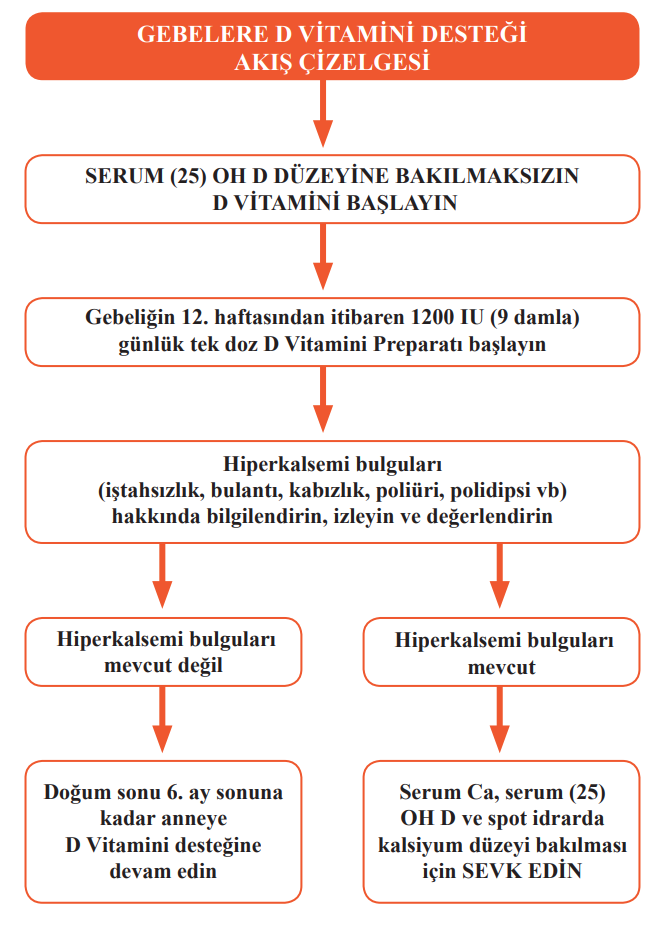 GEBELERE D VİTAMİNİ DESTEĞİ
AKIŞ ÇİZELGESİ
SERUM (25) OH D DÜZEYİNE BAKILMAKSIZIN
D VİTAMİNİ BAŞLAYIN
Gebeliğin 12. haftasından itibaren 1200 IU (9 damla)
günlük tek doz D Vitamini Preparatı başlayın
Hiperkalsemi bulguları
(iştahsızlık, bulantı, kabızlık, poliüri, polidipsi vb)
hakkında bilgilendirin, izleyin ve değerlendirin
Hiperkalsemi bulguları
mevcut değil
Hiperkalsemi bulguları
mevcut
Doğum sonu 6. ay sonuna
kadar anneye
D Vitamini desteğine
devam edin
Serum Ca, serum (25)
OH D ve spot idrarda
kalsiyum düzeyi bakılması
için SEVK EDİN